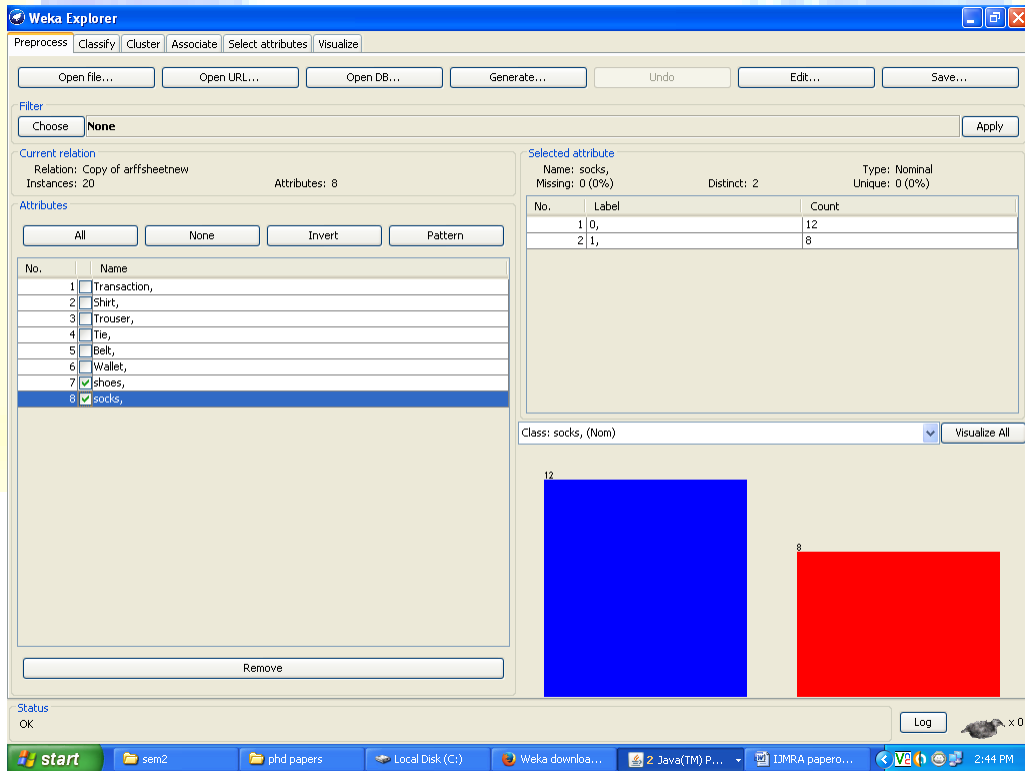 Weka Explorer
Preprocess Classify Cluster Associate Select attributes Visualize
Open file... Open URL... Open DB... Generate... Undo Edit... Save...
Filter
Choose None Apply
Current relation
Relation: Copy of arffsheetnew
Instances: 20 Attributes: 8
Attributes
All None Invert Pattern
No. Name
1 Transaction,
2 Shirt,
3 Trouser,
4 Tie,
5 Belt,
6 Wallet,
7 shoes,
8 socks,
Remove
Selected attribute
Name: socks, Type: Nominal
Missing: 0 (0%) Distinct: 2 Unique: 0 (0%)
No. Label Count
1 0, 12
2 1, 8
Class: socks, (Nom) Visualize All
12
8
Status
OK
Log x 0
start sem2 phd papers Local Disk (C:) Weka downloa... 2 Java(TM) P... IJMRA papero... 2:44 PM